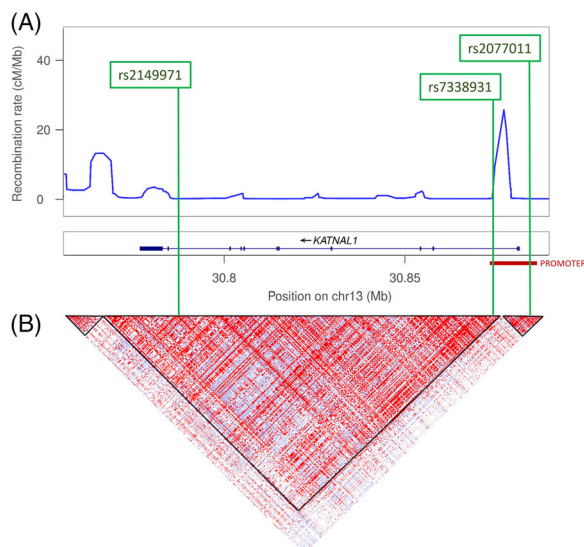 (A)
rs2077011
rs2149971
rs7338931
Recombination rate (cM/Mb)
40
20
0
←KATNAL1
PROMOTER
30.8
30.85
Position on chr13 (Mb)
(B)